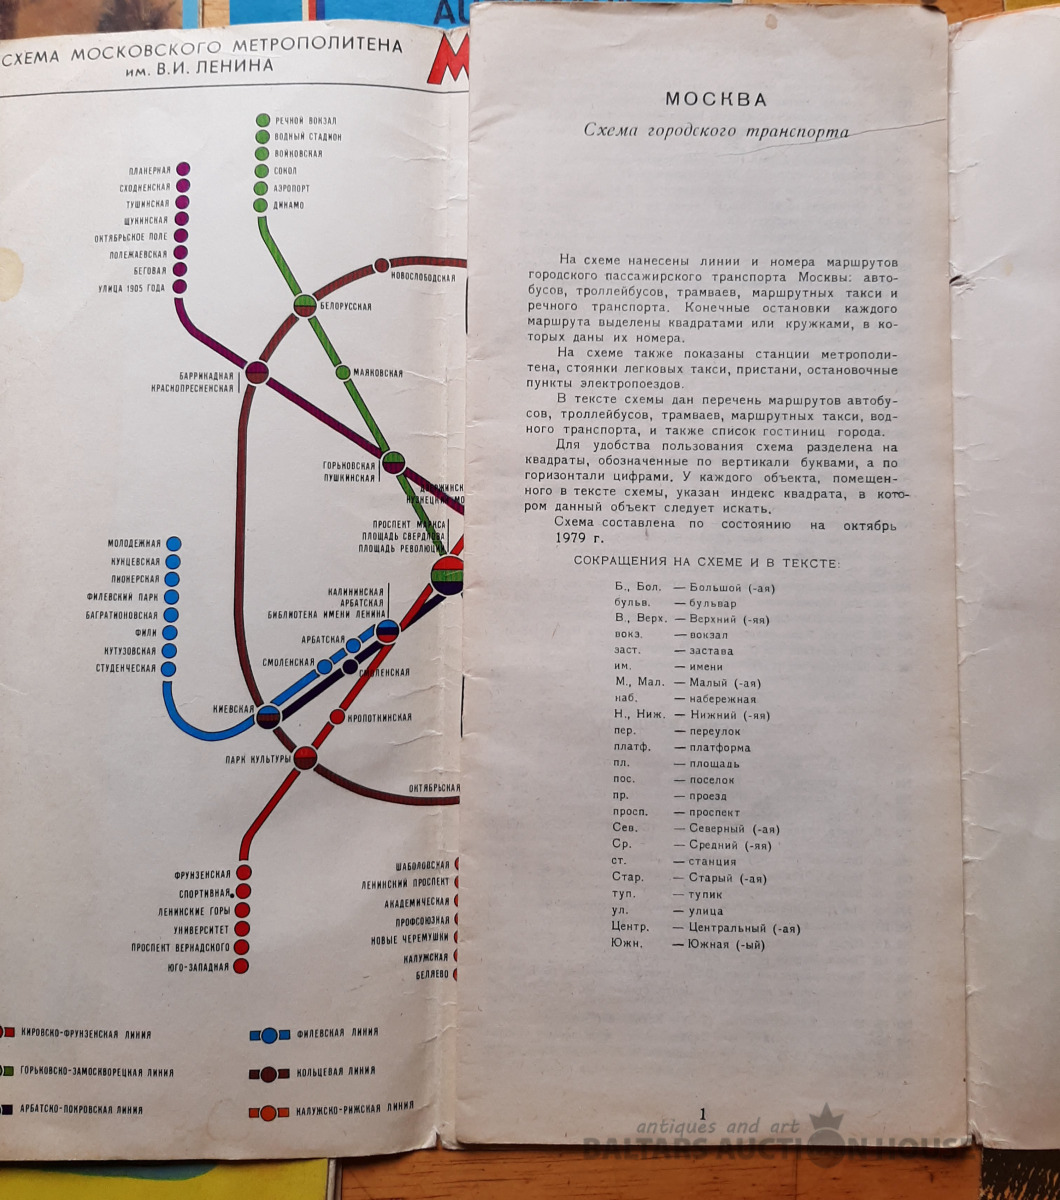 СХЕМА МОСКОВСКОГО МЕТРОПОЛИТЕНА
им. В.И. ЛЕНИНА
М
РЕЧНОЙ ВОКЗАЛ
ВОДНЫЙ СТАДИОН
ВОЙКОВСКАЯ
СОКОЛ
АЭРОПОРТ
ДИНАМО
ПЛАНЕРНАЯ
СХОДНЕНСКАЯ
ТУШИНСКАЯ
ЩУКИНСКАЯ
ОКТЯБРЬСКОЕ ПОЛЕ
ПОЛЕЖАЕВСКАЯ
БЕГОВАЯ
УЛИЦА 1905 ГОДА
НОВОСЛОБОДСКАЯ
БЕЛОРУССКАЯ
БАРРИКАДНАЯ
КРАСНОПРЕСНЕНСКАЯ
МАЯКОВСКАЯ
ГОРЬКОВСКАЯ
ПУШКИНСКАЯ
ДЗЕРЖИНСК
КУЗНЕЦКИЙ МО
ПРОСПЕКТ МАРКСА
ПЛОЩАДЬ СВЕРДЛОВА
ПЛОЩАДЬ РЕВОЛЮЦИИ
МОЛОДЕЖНАЯ
КУНЦЕВСКАЯ
ПИОНЕРСКАЯ
ФИЛЕВСКИЙ ПАРК
БАГРАТИОНОВСКАЯ
ФИЛИ
КУТУЗОВСКАЯ
СТУДЕНЧЕСКАЯ
КАЛИНИНСКАЯ
АРБАТСКАЯ
БИБЛИОТЕКА ИМЕНИ ЛЕНИНА
АРБАТСКАЯ
СМОЛЕНСКАЯ
СМОЛЕНСКАЯ
КИЕВСКАЯ
КРОПОТКИНСКАЯ
ПАРК КУЛЬТУРЫ
ОКТЯБРЬСКАЯ
ФРУНЗЕНСКАЯ
СПОРТИВНАЯ
ЛЕНИНСКИЕ ГОРЫ
УНИВЕРСИТЕТ
ПРОСПЕКТ ВЕРНАДСКОГО
ЮГО-ЗАПАДНАЯ
ШАБОЛОВСКАЯ
ЛЕНИНСКИЙ ПРОСПЕКТ
АКАДЕМИЧЕСКАЯ
ПРОФСОЮЗНАЯ
НОВЫЕ ЧЕРЕМУШКИ
КАЛУЖСКАЯ
БЕЛЯЕВО
КИРОВСКО-ФРУНЗЕНСКАЯ ЛИНИЯ
ГОРЬКОВСКО-ЗАМОСКВОРЕЦКАЯ ЛИНИЯ
АРБАТСКО-ПОКРОВСКАЯ ЛИНИЯ
ФИЛЕВСКАЯ ЛИНИЯ
КОЛЬЦЕВАЯ ЛИНИЯ
КАЛУЖСКО-РИЖСКАЯ ЛИНИЯ
МОСКВА
Схема городского транспорта
На схеме нанесены линии и номера маршрутов
городского пассажирского транспорта Москвы: авто-
бусов, троллейбусов, трамваев, маршрутных такси и
речного транспорта. Конечные остановки каждого
маршрута выделены квадратами или кружками, в ко-
торых даны их номера.
На схеме также показаны станции метрополи-
тена, стоянки легковых такси, пристани, остановочные
пункты электропоездов.
В тексте схемы дан перечень маршрутов автобу-
сов, троллейбусов, трамваев, маршрутных такси, вод-
ного транспорта, и также список гостиниц города.
Для удобства пользования схема разделена на
квадраты, обозначенные по вертикали буквами, а по
горизонтали цифрами. У каждого объекта, помещен-
ного в тексте схемы, указан индекс квадрата, в кото-
ром данный объект следует искать.
Схема составлена по состоянию на октябрь
1979 г.
СОКРАЩЕНИЯ НА СХЕМЕ И В ТЕКСТЕ:
Б., Бол. — Большой (-ая)
бульв. — бульвар
В., Верх. — Верхний (-яя)
вокз. — вокзал
заст. — застава
им. — имени
М., Мал. — Малый (-ая)
наб. — набережная
Н., Ниж. — Нижний (-яя)
пер. — переулок
платф. — платформа
пл. — площадь
пос. — поселок
пр. — проезд
просп. — проспект
Сев. — Северный (-ая)
Ср. — Средний (-яя)
ст. — станция
Стар. — Старый (-ая)
туп. — тупик
ул. — улица
Центр. — Центральный (-ая)
Южн. — Южная (-ый)
1
antiques and art
BALTARS AUCTION HOUSE